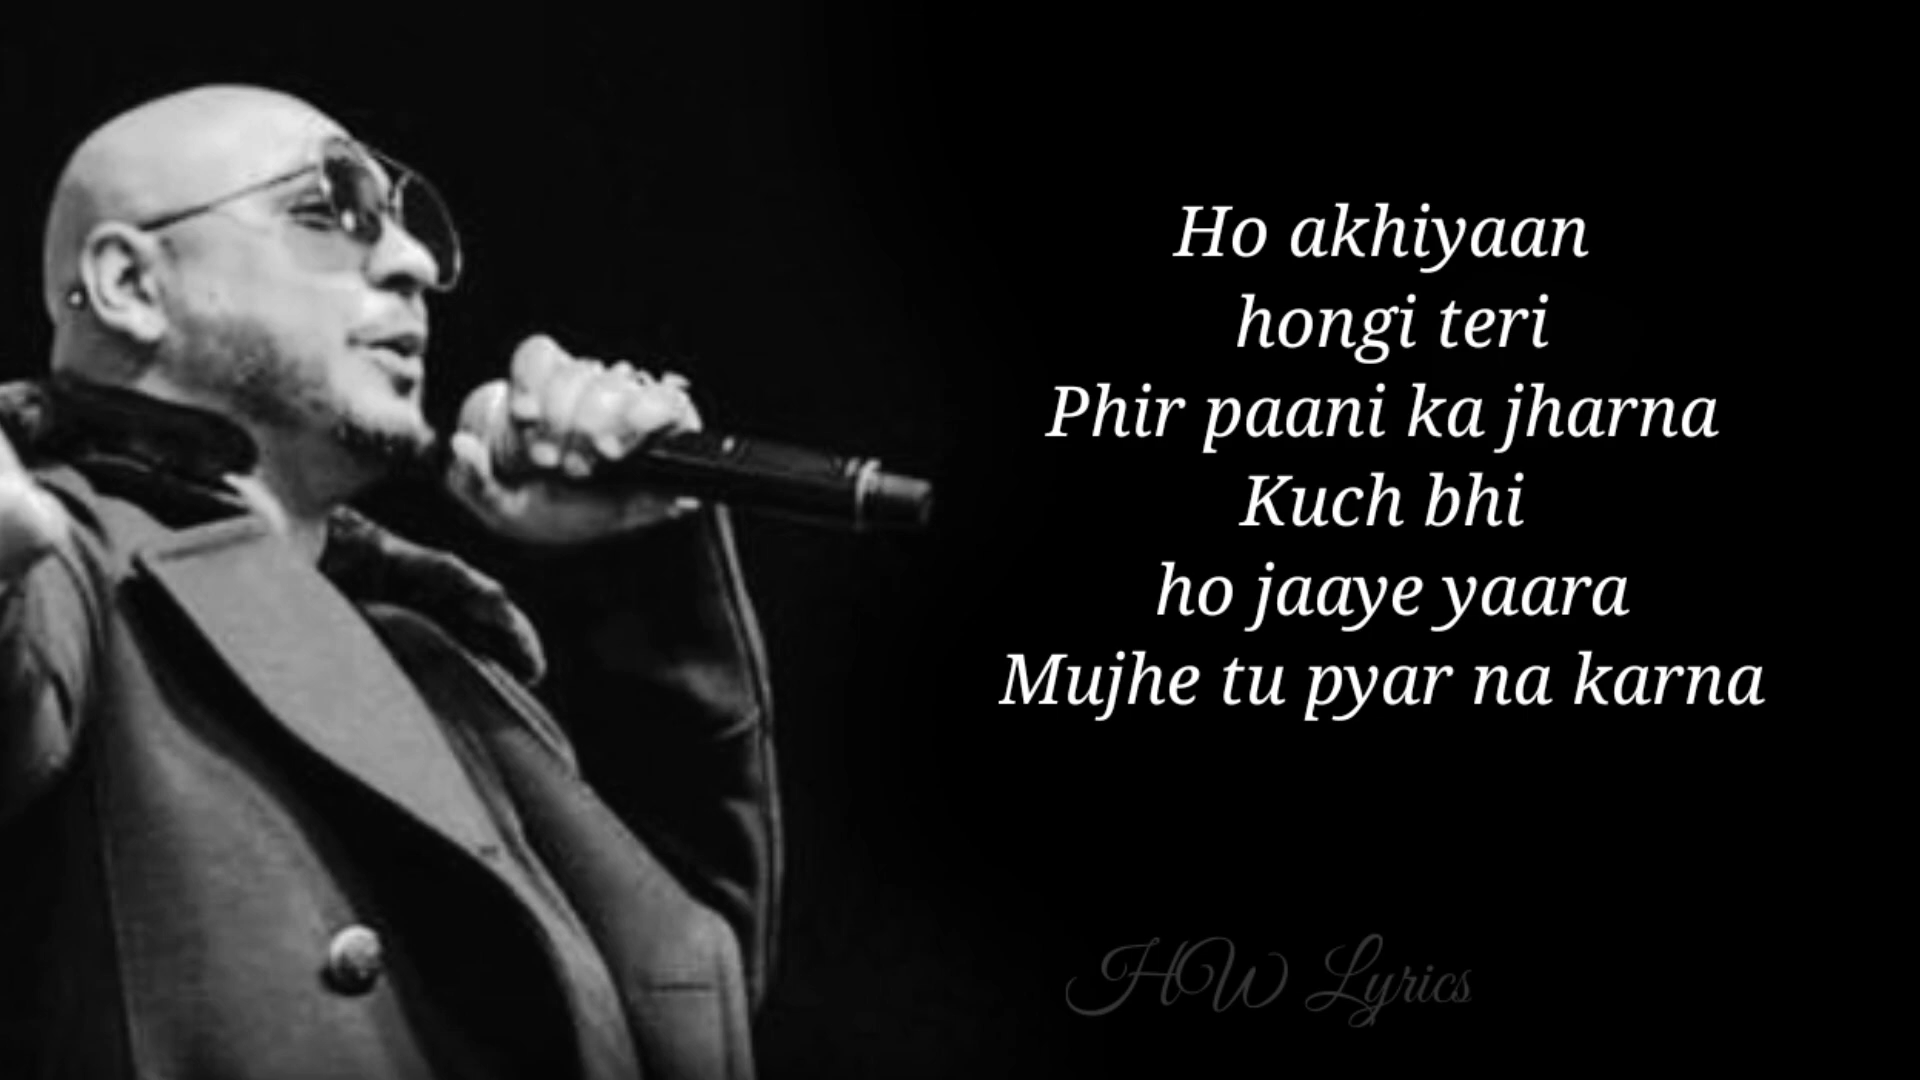 Ho akhiyaan
hongi teri
Phir paani ka jharna
Kuch bhi
ho jaaye yaara
Mujhe tu pyar na karna
HW Lyrics